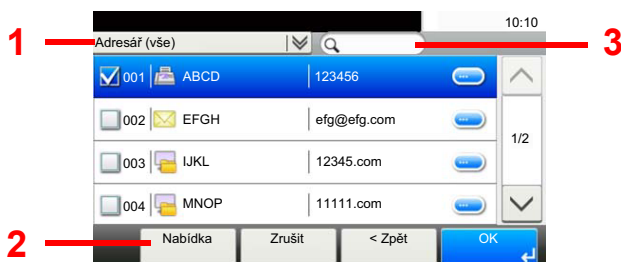 10:10
1 Adresář (vše) 3
001 ABCD 123456
002 EFGH efg@efg.com
003 IJKL 12345.com
004 MNOP 11111.com
1/2
2 Nabídka Zrušit < Zpět OK